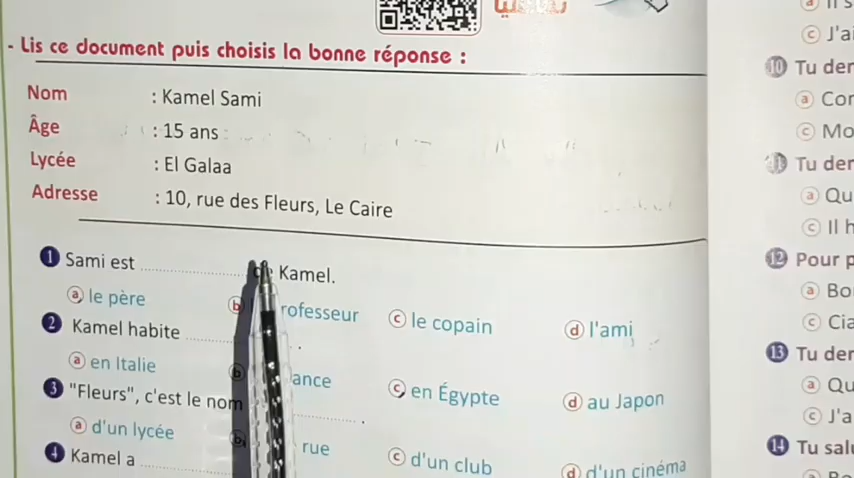 - Lis ce document puis choisis la bonne réponse :
Nom : Kamel Sami
Âge : 15 ans
Lycée : El Galaa
Adresse : 10, rue des Fleurs, Le Caire
1 Sami est ............ Kamel.
a le père b rofesseur c le copain d l'ami
2 Kamel habite ............ .
a en Italie b ance c en Égypte d au Japon
3 "Fleurs", c'est le nom ............ .
a d'un lycée b rue c d'un club d d'un cinéma
4 Kamel a ............
c J'ai
10 Tu der
a Cor
c Mo
11 Tu der
a Qu
c Il h
12 Pour p
a Bo
c Cia
13 Tu der
a Qu
c J'a
14 Tu salu